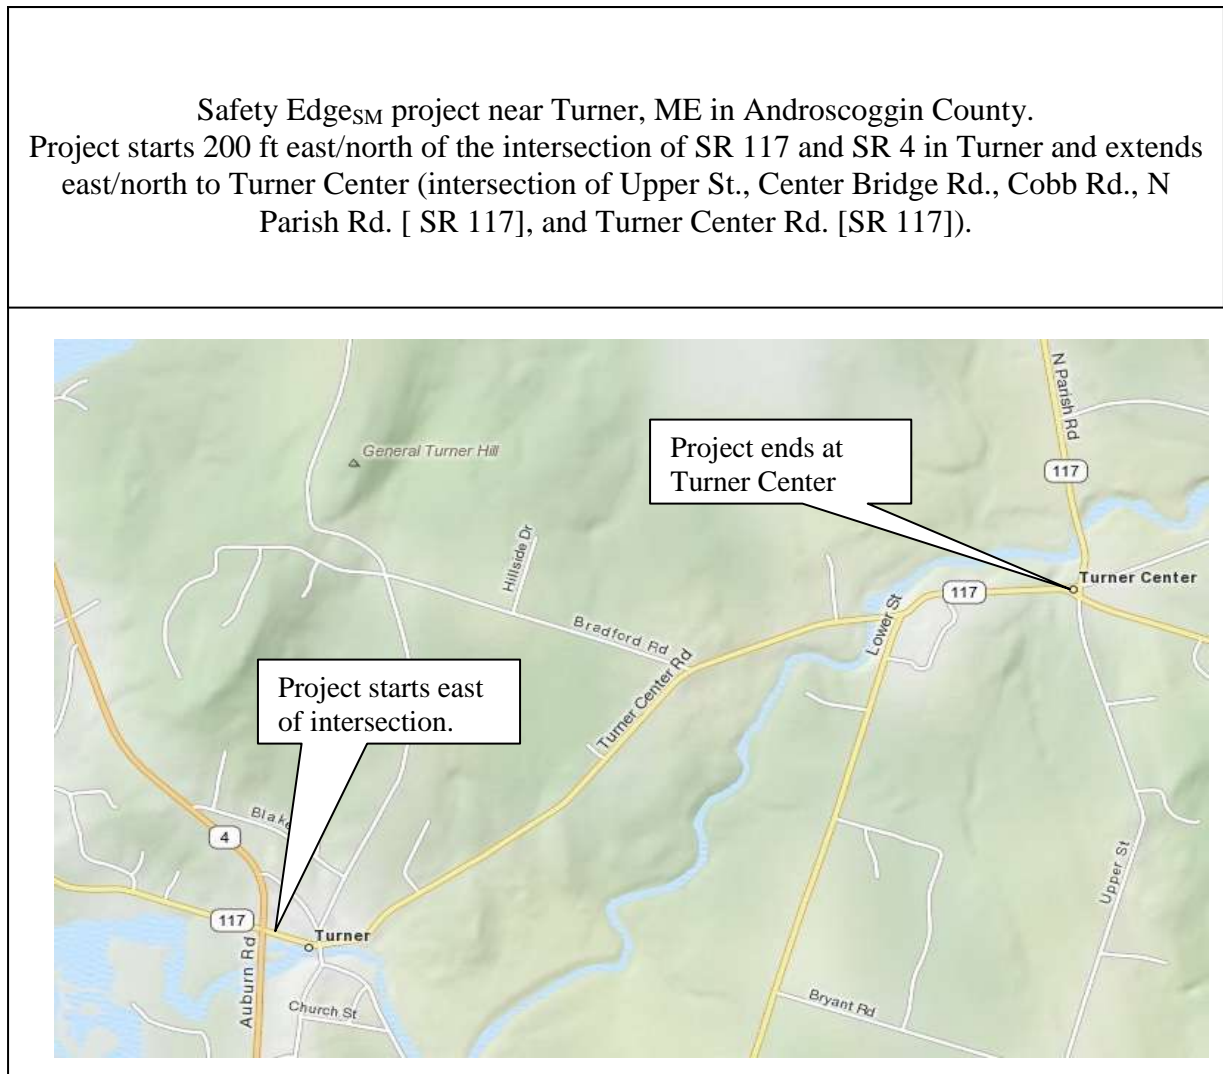 Safety EdgeSM project near Turner, ME in Androscoggin County.
Project starts 200 ft east/north of the intersection of SR 117 and SR 4 in Turner and extends
east/north to Turner Center (intersection of Upper St., Center Bridge Rd., Cobb Rd., N
Parish Rd. [ SR 117], and Turner Center Rd. [SR 117]).
N Parish Rd
General Turner Hill
Project ends at
Turner Center
117
Hillside Dr
Turner Center
117
Lower St
Bradford Rd
Turner Center Rd
Project starts east
of intersection.
Blake
4
Upper St
117
Turner
Auburn Rd
Church St
Bryant Rd